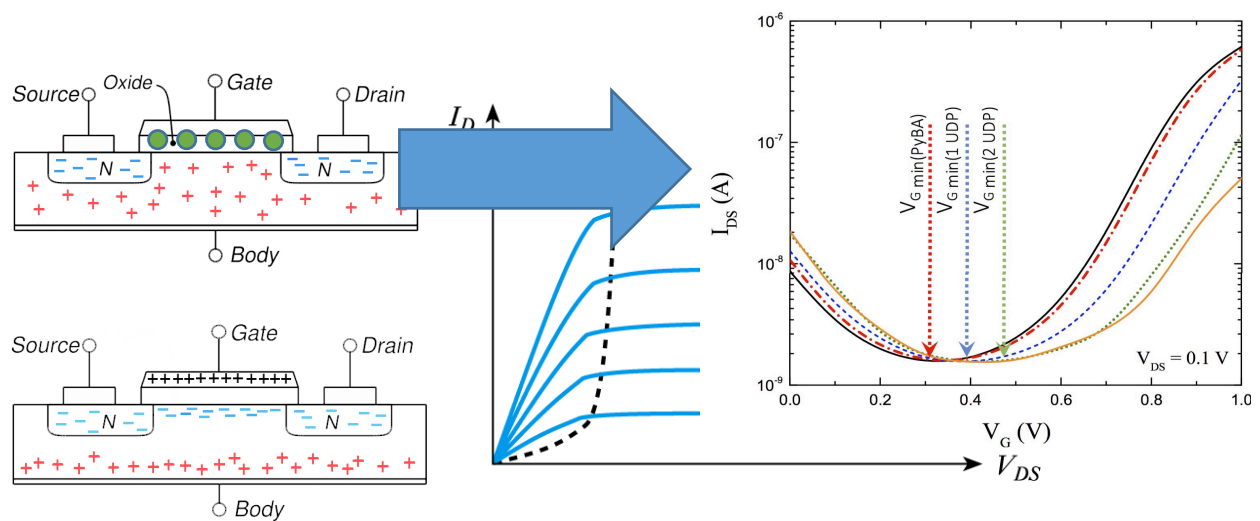 Source
Oxide
Gate
Drain
N
N
Body
Gate
Source
Drain
N
N
Body
I_D
V_DS
10^-6
10^-7
10^-8
10^-9
I_DS (A)
V_G min(PyBA)
V_G min(1 UDP)
V_G min(2 UDP)
V_DS = 0.1 V
0.0 0.2 0.4 0.6 0.8 1.0
V_G (V)